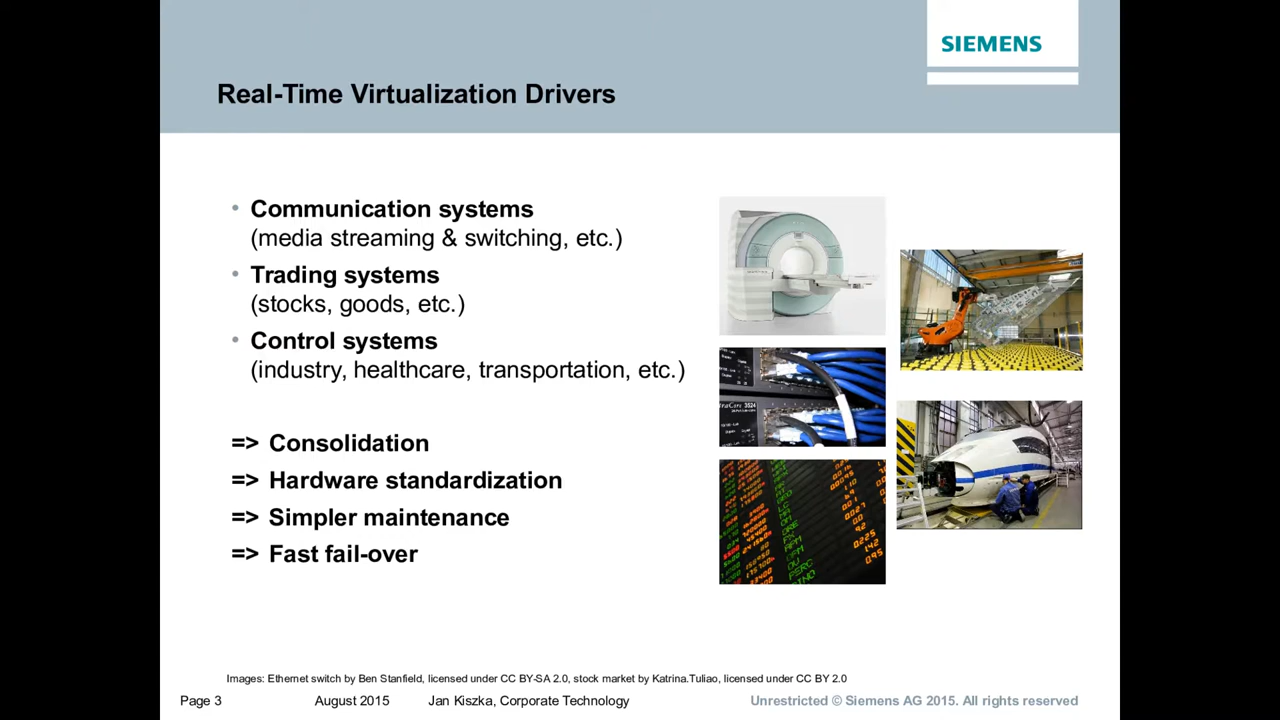 SIEMENS
Real-Time Virtualization Drivers
• Communication systems
(media streaming & switching, etc.)
• Trading systems
(stocks, goods, etc.)
• Control systems
(industry, healthcare, transportation, etc.)
=> Consolidation
=> Hardware standardization
=> Simpler maintenance
=> Fast fail-over
Images: Ethernet switch by Ben Stanfield, licensed under CC BY-SA 2.0, stock market by Katrina.Tuliao, licensed under CC BY 2.0
Page 3 August 2015 Jan Kiszka, Corporate Technology Unrestricted © Siemens AG 2015. All rights reserved